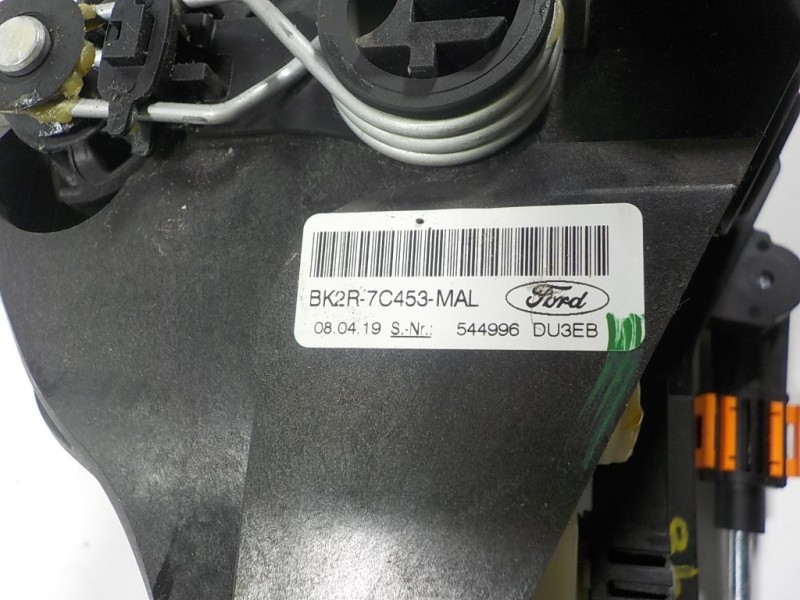 BK2R-7C453-MAL Ford
08.04.19 S.-Nr.: 544996 DU3EB